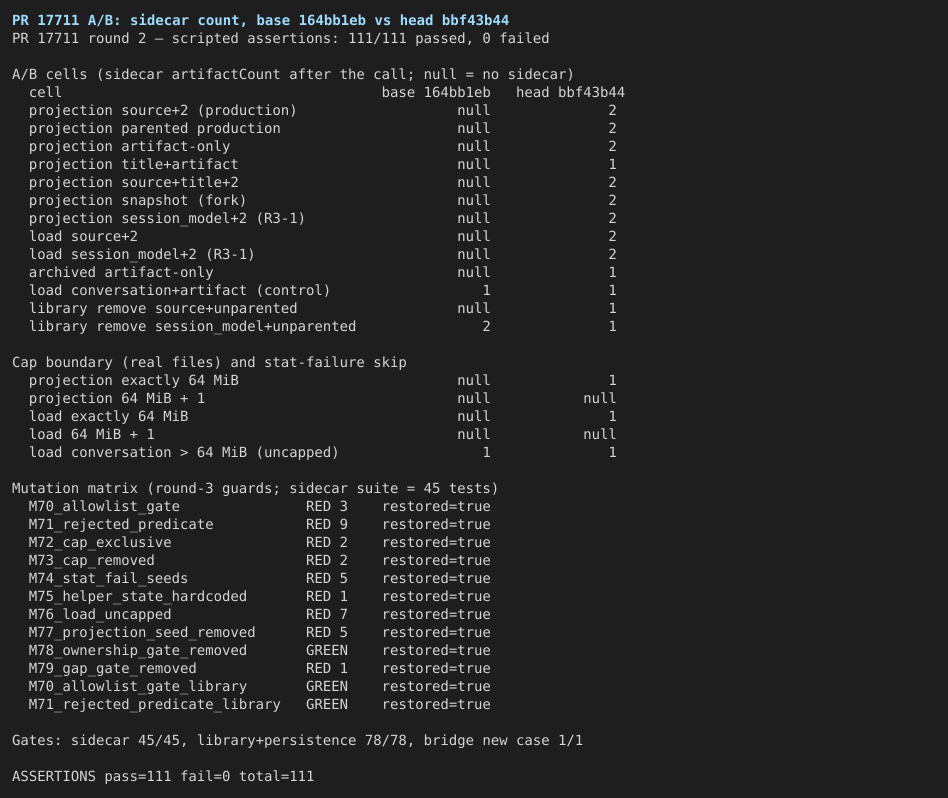 PR 17711 A/B: sidecar count, base 164bb1eb vs head bbf43b44
PR 17711 round 2 — scripted assertions: 111/111 passed, 0 failed
A/B cells (sidecar artifactCount after the call; null = no sidecar)
cell base 164bb1eb head bbf43b44
projection source+2 (production) null 2
projection parented production null 2
projection artifact-only null 2
projection title+artifact null 1
projection source+title+2 null 2
projection snapshot (fork) null 2
projection session_model+2 (R3-1) null 2
load source+2 null 2
load session_model+2 (R3-1) null 2
archived artifact-only null 1
load conversation+artifact (control) 1 1
library remove source+unparented null 1
library remove session_model+unparented 2 1
Cap boundary (real files) and stat-failure skip
projection exactly 64 MiB null 1
projection 64 MiB + 1 null null
load exactly 64 MiB null 1
load 64 MiB + 1 null null
load conversation > 64 MiB (uncapped) 1 1
Mutation matrix (round-3 guards; sidecar suite = 45 tests)
M70_allowlist_gate RED 3 restored=true
M71_rejected_predicate RED 9 restored=true
M72_cap_exclusive RED 2 restored=true
M73_cap_removed RED 2 restored=true
M74_stat_fail_seeds RED 5 restored=true
M75_helper_state_hardcoded RED 1 restored=true
M76_load_uncapped RED 7 restored=true
M77_projection_seed_removed RED 5 restored=true
M78_ownership_gate_removed GREEN restored=true
M79_gap_gate_removed RED 1 restored=true
M70_allowlist_gate_library GREEN restored=true
M71_rejected_predicate_library GREEN restored=true
Gates: sidecar 45/45, library+persistence 78/78, bridge new case 1/1
ASSERTIONS pass=111 fail=0 total=111